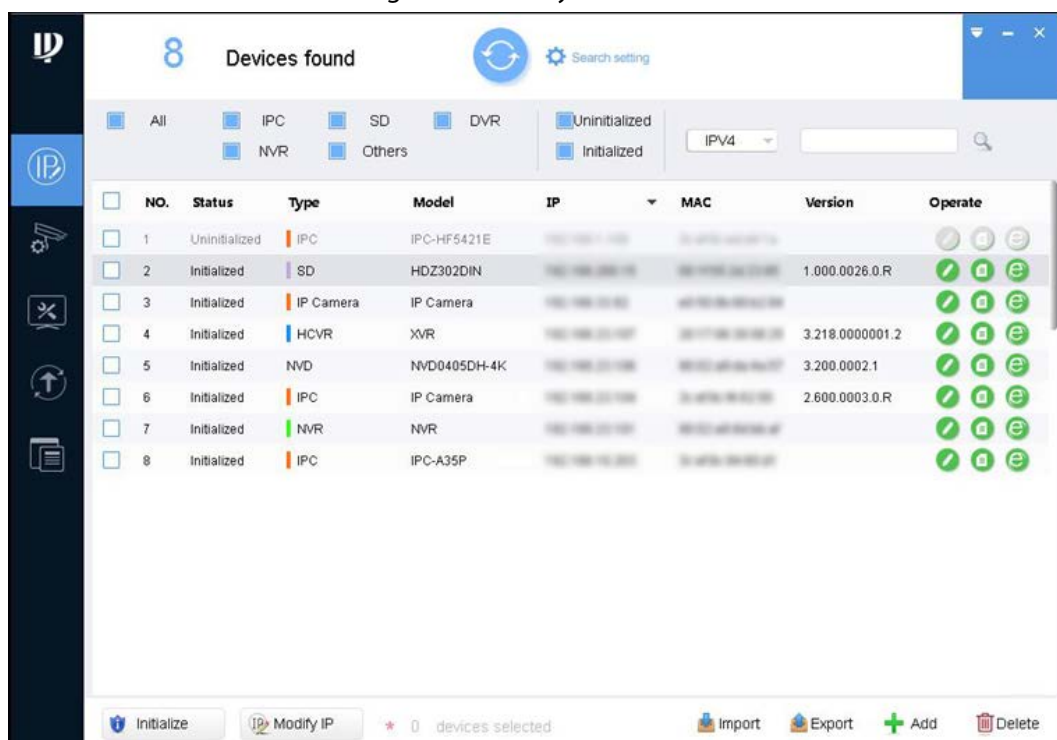 8 Devices found Search setting
All IPC SD DVR Uninitialized
NVR Others Initialized
IPV4
NO. Status Type Model IP MAC Version Operate
1 Uninitialized IPC IPC-HF5421E
2 Initialized SD HDZ302DIN 1.000.0026.0.R
3 Initialized IP Camera IP Camera
4 Initialized HCVR XVR 3.218.0000001.2
5 Initialized NVD NVD0405DH-4K 3.200.0002.1
6 Initialized IPC IP Camera 2.600.0003.0.R
7 Initialized NVR NVR
8 Initialized IPC IPC-A35P
Initialize Modify IP * 0 devices selected Import Export Add Delete